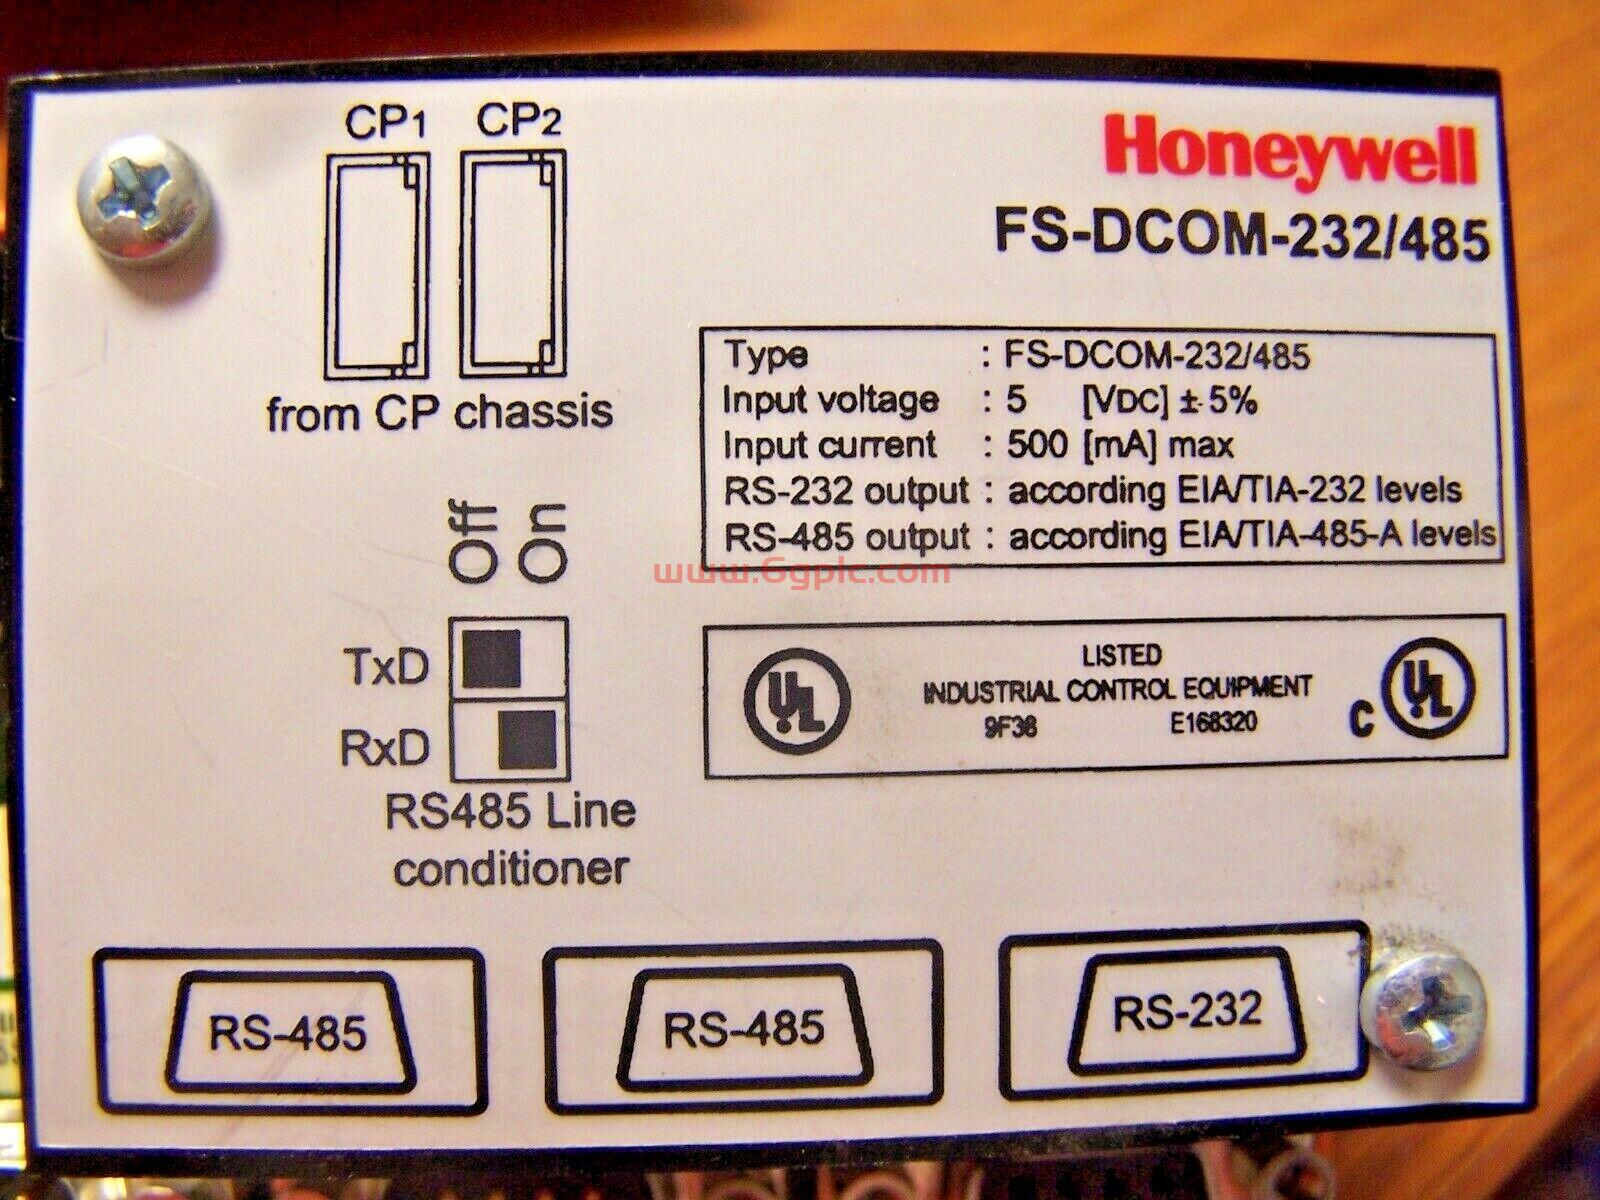 CP1 CP2
from CP chassis
Honeywell
FS-DCOM-232/485
Type : FS-DCOM-232/485
Input voltage : 5 [VDC] ± 5%
Input current : 500 [mA] max
RS-232 output : according EIA/TIA-232 levels
RS-485 output : according EIA/TIA-485-A levels
www.6gplc.com
Off
On
TxD
RxD
RS485 Line
conditioner
UL
LISTED
INDUSTRIAL CONTROL EQUIPMENT
9F38 E168320
C UL
RS-485
RS-485
RS-232